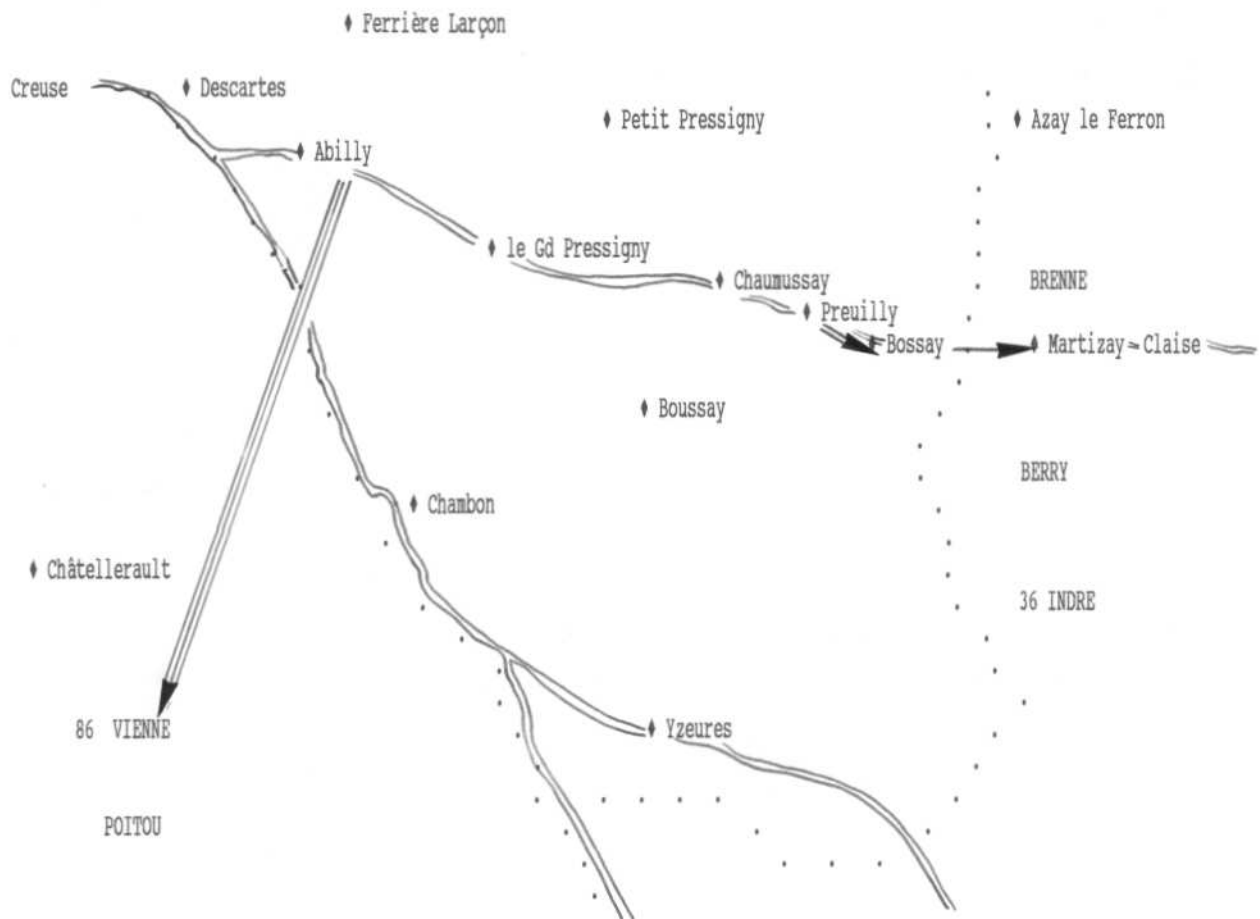 Ferrière Larçon
Creuse
Descartes
Petit Pressigny
Azay le Ferron
Abilly
le Gd Pressigny
Chaumussay
BRENNE
Preuilly
Bossay
Martizay - Claise
Boussay
BERRY
Chambon
Châtellerault
36 INDRE
86 VIENNE
Yzeures
POITOU